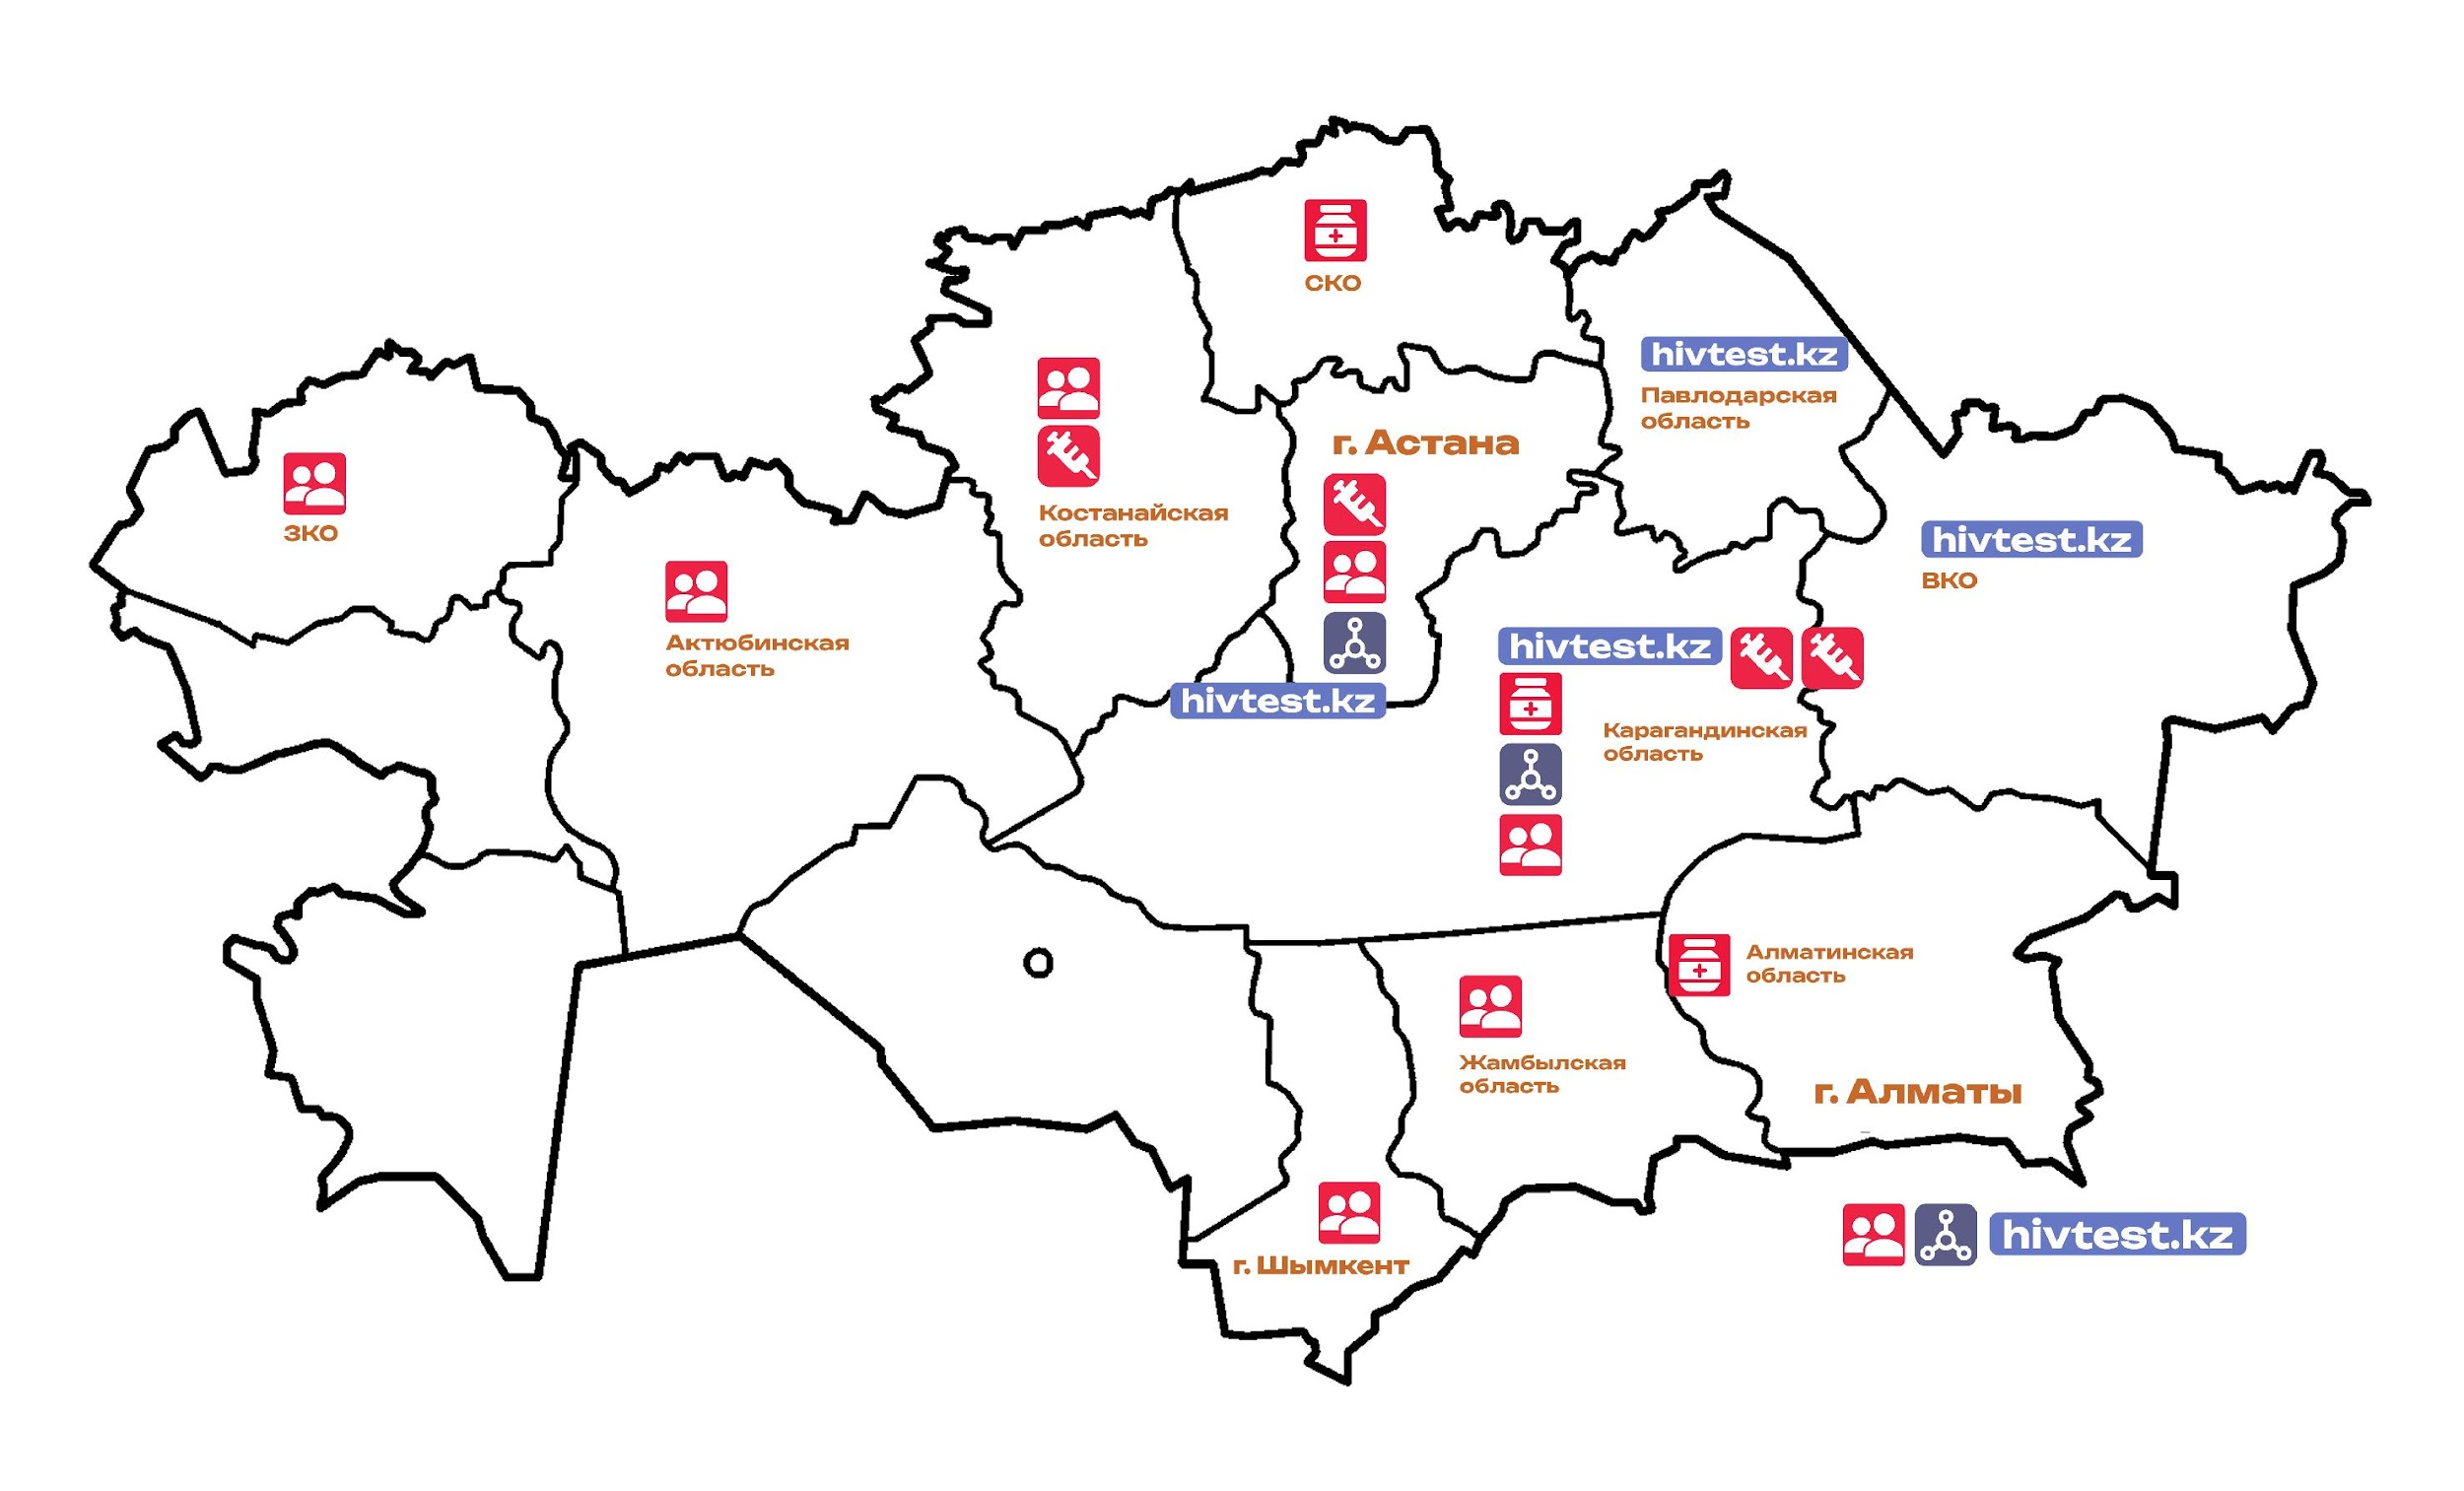 СКО
hivtest.kz
Павлодарская
область
г. Астана
Костанайская
область
ЗКО
hivtest.kz
ВКО
Актюбинская
область
hivtest.kz
hivtest.kz
Карагандинская
область
Алматинская
область
Жамбылская
область
г. Алматы
hivtest.kz
г. Шымкент